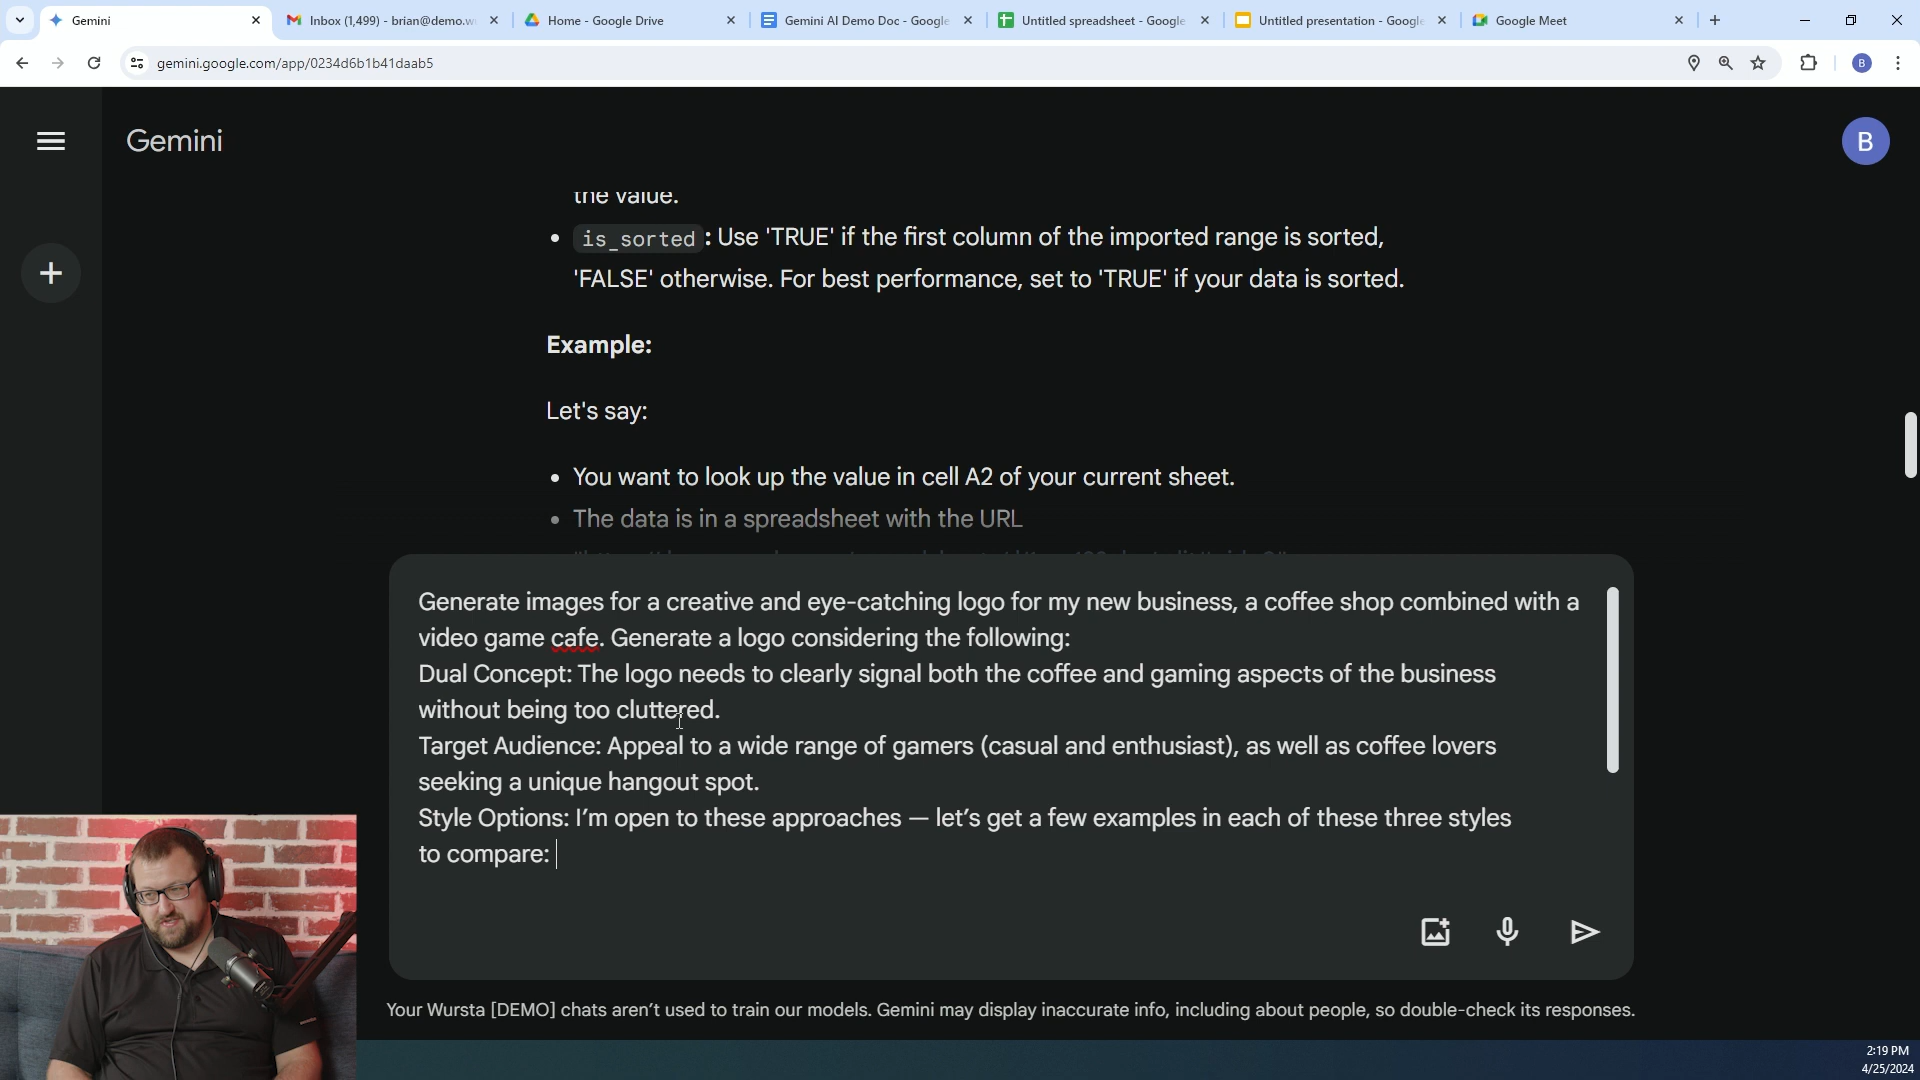 Gemini
Inbox (1,499) - brian@demo.w
Home - Google Drive
Gemini AI Demo Doc - Google
Untitled spreadsheet - Google
Untitled presentation - Google
Google Meet
gemini.google.com/app/0234d6b1b41daab5
B
Gemini
B
the value.
• is_sorted : Use 'TRUE' if the first column of the imported range is sorted,
'FALSE' otherwise. For best performance, set to 'TRUE' if your data is sorted.
Example:
Let's say:
• You want to look up the value in cell A2 of your current sheet.
• The data is in a spreadsheet with the URL
Generate images for a creative and eye-catching logo for my new business, a coffee shop combined with a
video game cafe. Generate a logo considering the following:
Dual Concept: The logo needs to clearly signal both the coffee and gaming aspects of the business
without being too cluttered.
Target Audience: Appeal to a wide range of gamers (casual and enthusiast), as well as coffee lovers
seeking a unique hangout spot.
Style Options: I’m open to these approaches — let’s get a few examples in each of these three styles
to compare:
Your Wursta [DEMO] chats aren’t used to train our models. Gemini may display inaccurate info, including about people, so double-check its responses.
2:19 PM
4/25/2024